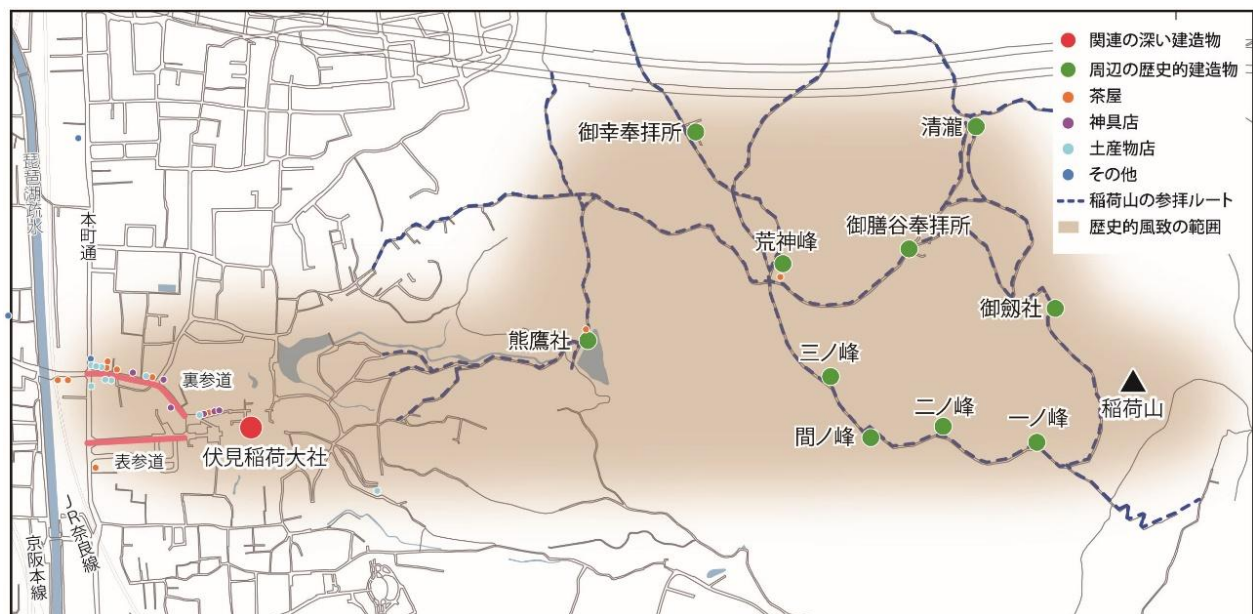 関連の深い建造物
周辺の歴史的建造物
茶屋
神具店
土産物店
その他
稲荷山の参拝ルート
歴史的風致の範囲
御幸奉拝所
清瀧
琵琶湖疏水
本町通
御膳谷奉拝所
荒神峰
御劔社
熊鷹社
三ノ峰
裏参道
稲荷山
二ノ峰
一ノ峰
間ノ峰
表参道
伏見稲荷大社
JR奈良線
京阪本線